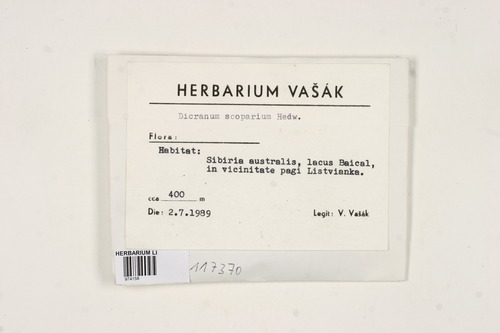 HERBARIUM VAŠÁK
Dicranum scoparium Hedw.
Flora:
Habitat:
Sibiria australis, lacus Baical,
in vicinitate pagi Listvianka.
cca 400 m
Die: 2.7.1989 Legit: V. Vašák
HERBARIUM LI
974158
117370